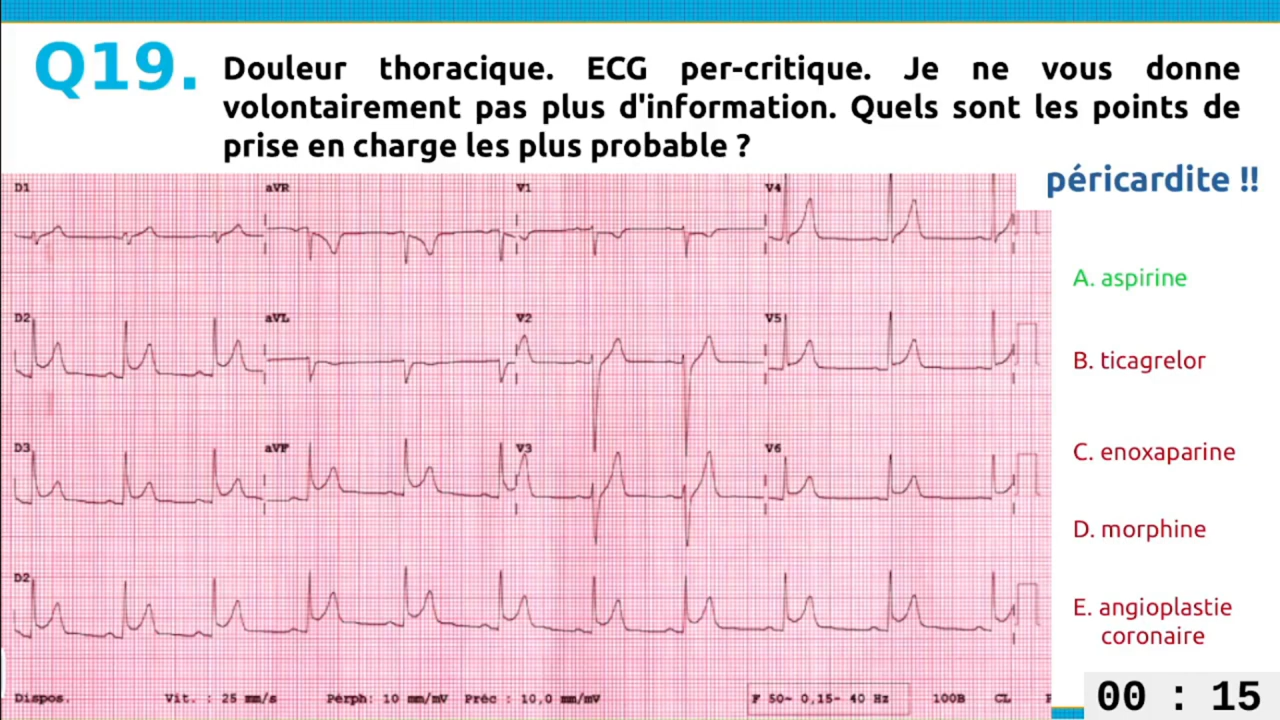 Q19.
Douleur thoracique. ECG per-critique. Je ne vous donne
volontairement pas plus d'information. Quels sont les points de
prise en charge les plus probable ?
péricardite !!
D1 aVR V1 V4
D2 aVL V2 V5
D3 aVF V3 V6
D2
A. aspirine
B. ticagrelor
C. enoxaparine
D. morphine
E. angioplastie
coronaire
Dispos. Vit. : 25 mm/s Périph: 10 mm/mV Préc : 10,0 mm/mV F 50~ 0,15- 40 Hz 100B CL P
00 : 15